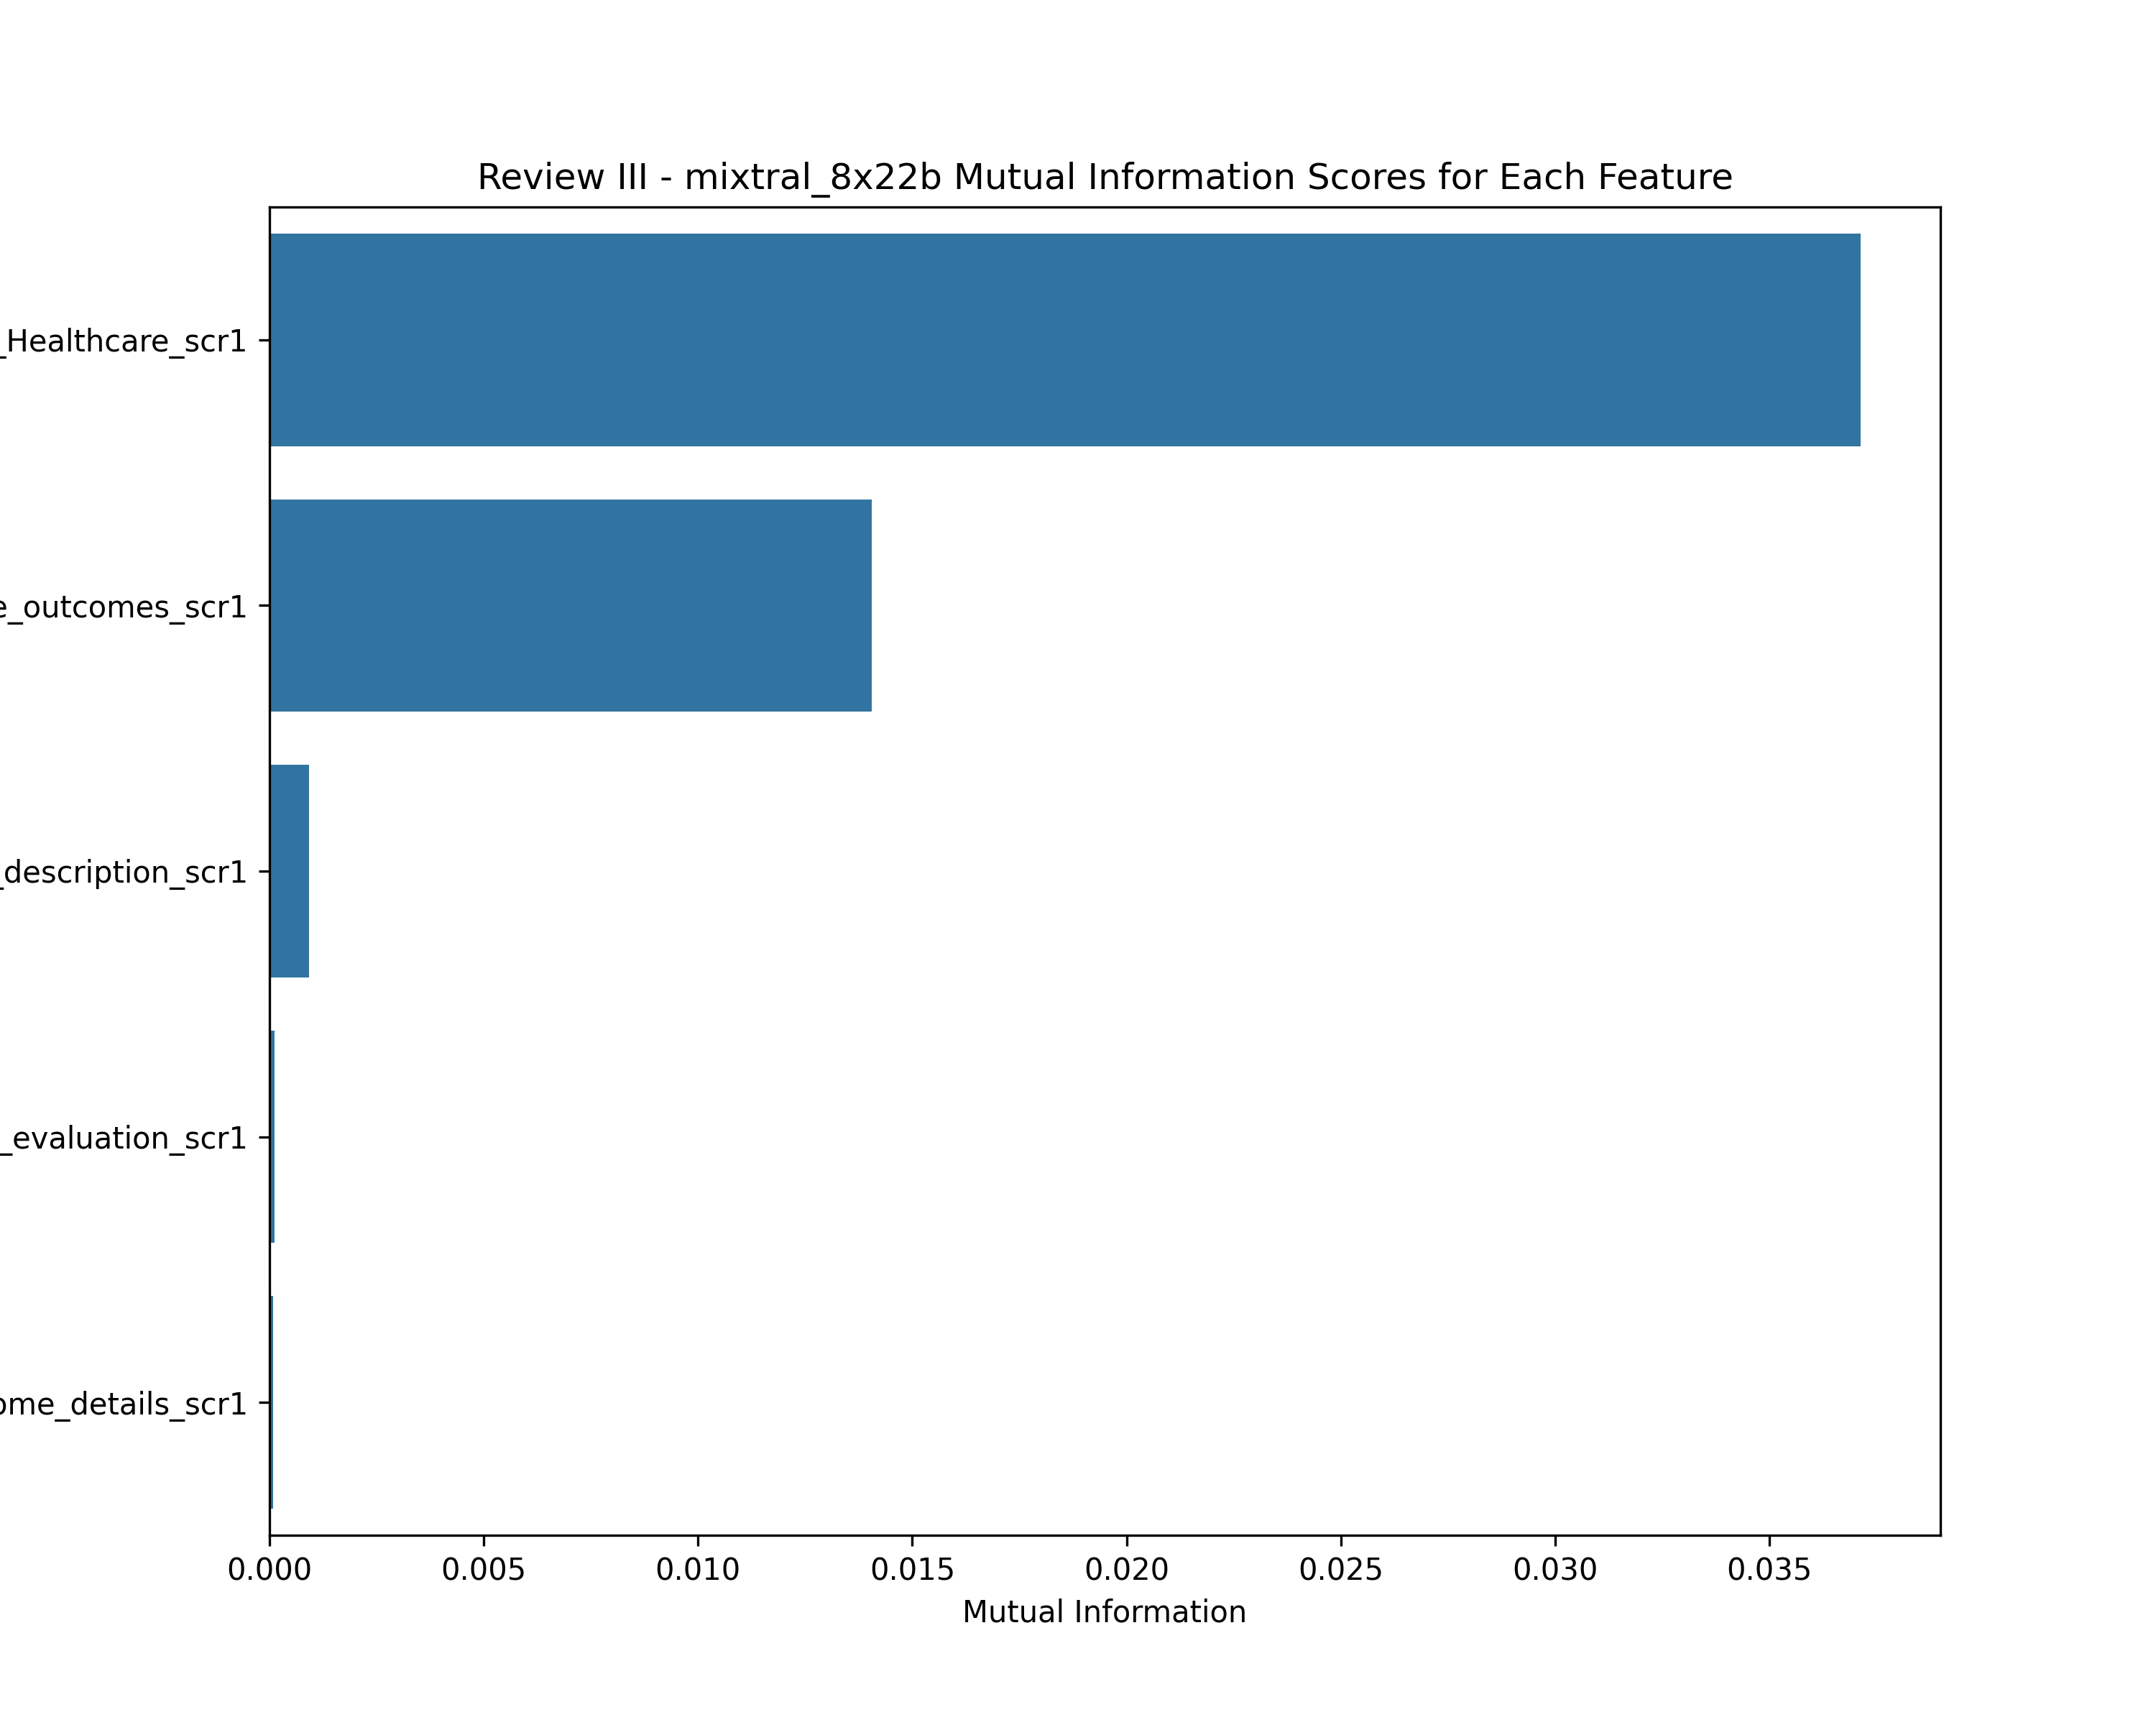 Review III - mixtral_8x22b Mutual Information Scores for Each Feature
_Healthcare_scr1
e_outcomes_scr1
_description_scr1
_evaluation_scr1
ome_details_scr1
0.000 0.005 0.010 0.015 0.020 0.025 0.030 0.035
Mutual Information